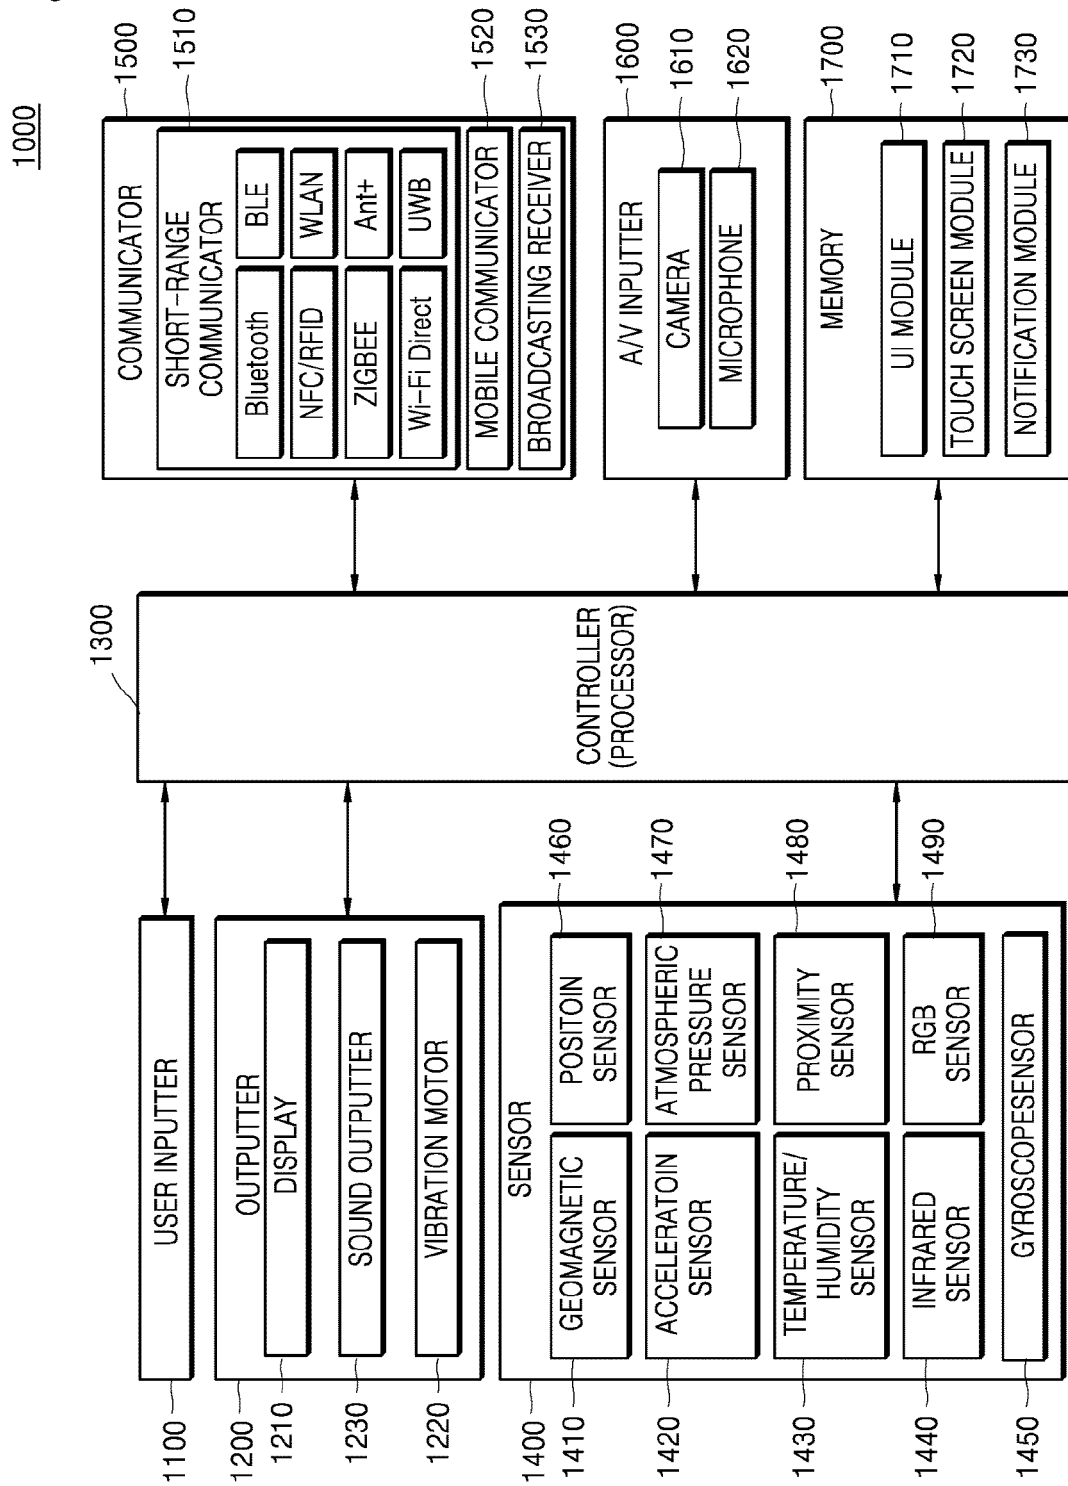 1000
1100
USER INPUTTER
1200
OUTPUTTER
1210
DISPLAY
1230
SOUND OUTPUTTER
1220
VIBRATION MOTOR
1400
SENSOR
1410
GEOMAGNETIC
SENSOR
POSITOIN
SENSOR
1460
1420
ACCELERATOIN
SENSOR
ATMOSPHERIC
PRESSURE
SENSOR
1470
1430
TEMPERATURE/
HUMIDITY
SENSOR
PROXIMITY
SENSOR
1480
1440
INFRARED
SENSOR
RGB
SENSOR
1490
1450
GYROSCOPESENSOR
1300
CONTROLLER
(PROCESSOR)
COMMUNICATOR
1500
SHORT-RANGE
COMMUNICATOR
1510
Bluetooth
BLE
NFC/RFID
WLAN
ZIGBEE
Ant+
Wi-Fi Direct
UWB
MOBILE COMMUNICATOR
1520
BROADCASTING RECEIVER
1530
A/V INPUTTER
1600
CAMERA
1610
MICROPHONE
1620
MEMORY
1700
UI MODULE
1710
TOUCH SCREEN MODULE
1720
NOTIFICATION MODULE
1730